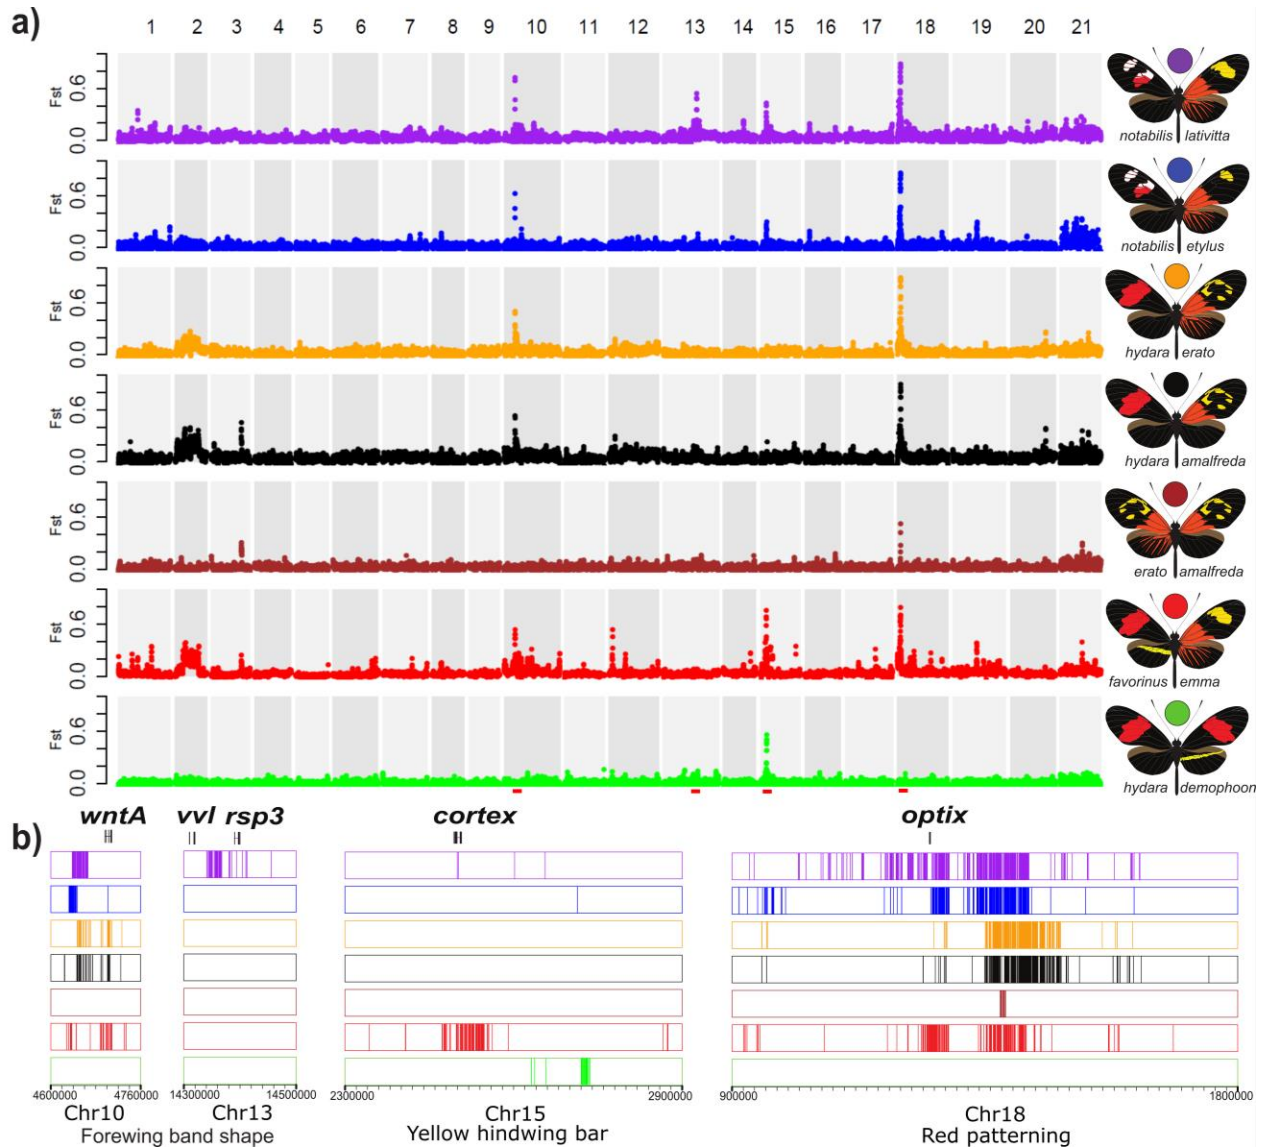 a)
1 2 3 4 5 6 7 8 9 10 11 12 13 14 15 16 17 18 19 20 21
Fst
0.0 0.6
notabilis lativitta
Fst
0.0 0.6
notabilis etylus
Fst
0.0 0.6
hydara erato
Fst
0.0 0.6
hydara amalfreda
Fst
0.0 0.6
erato amalfreda
Fst
0.0 0.6
favorinus emma
Fst
0.0 0.6
hydara demophoon
b)
wntA vvl rsp3 cortex optix
4600000 4760000 14300000 14500000 2300000 2900000 900000 1800000
Chr10 Chr13 Chr15 Chr18
Forewing band shape Yellow hindwing bar Red patterning